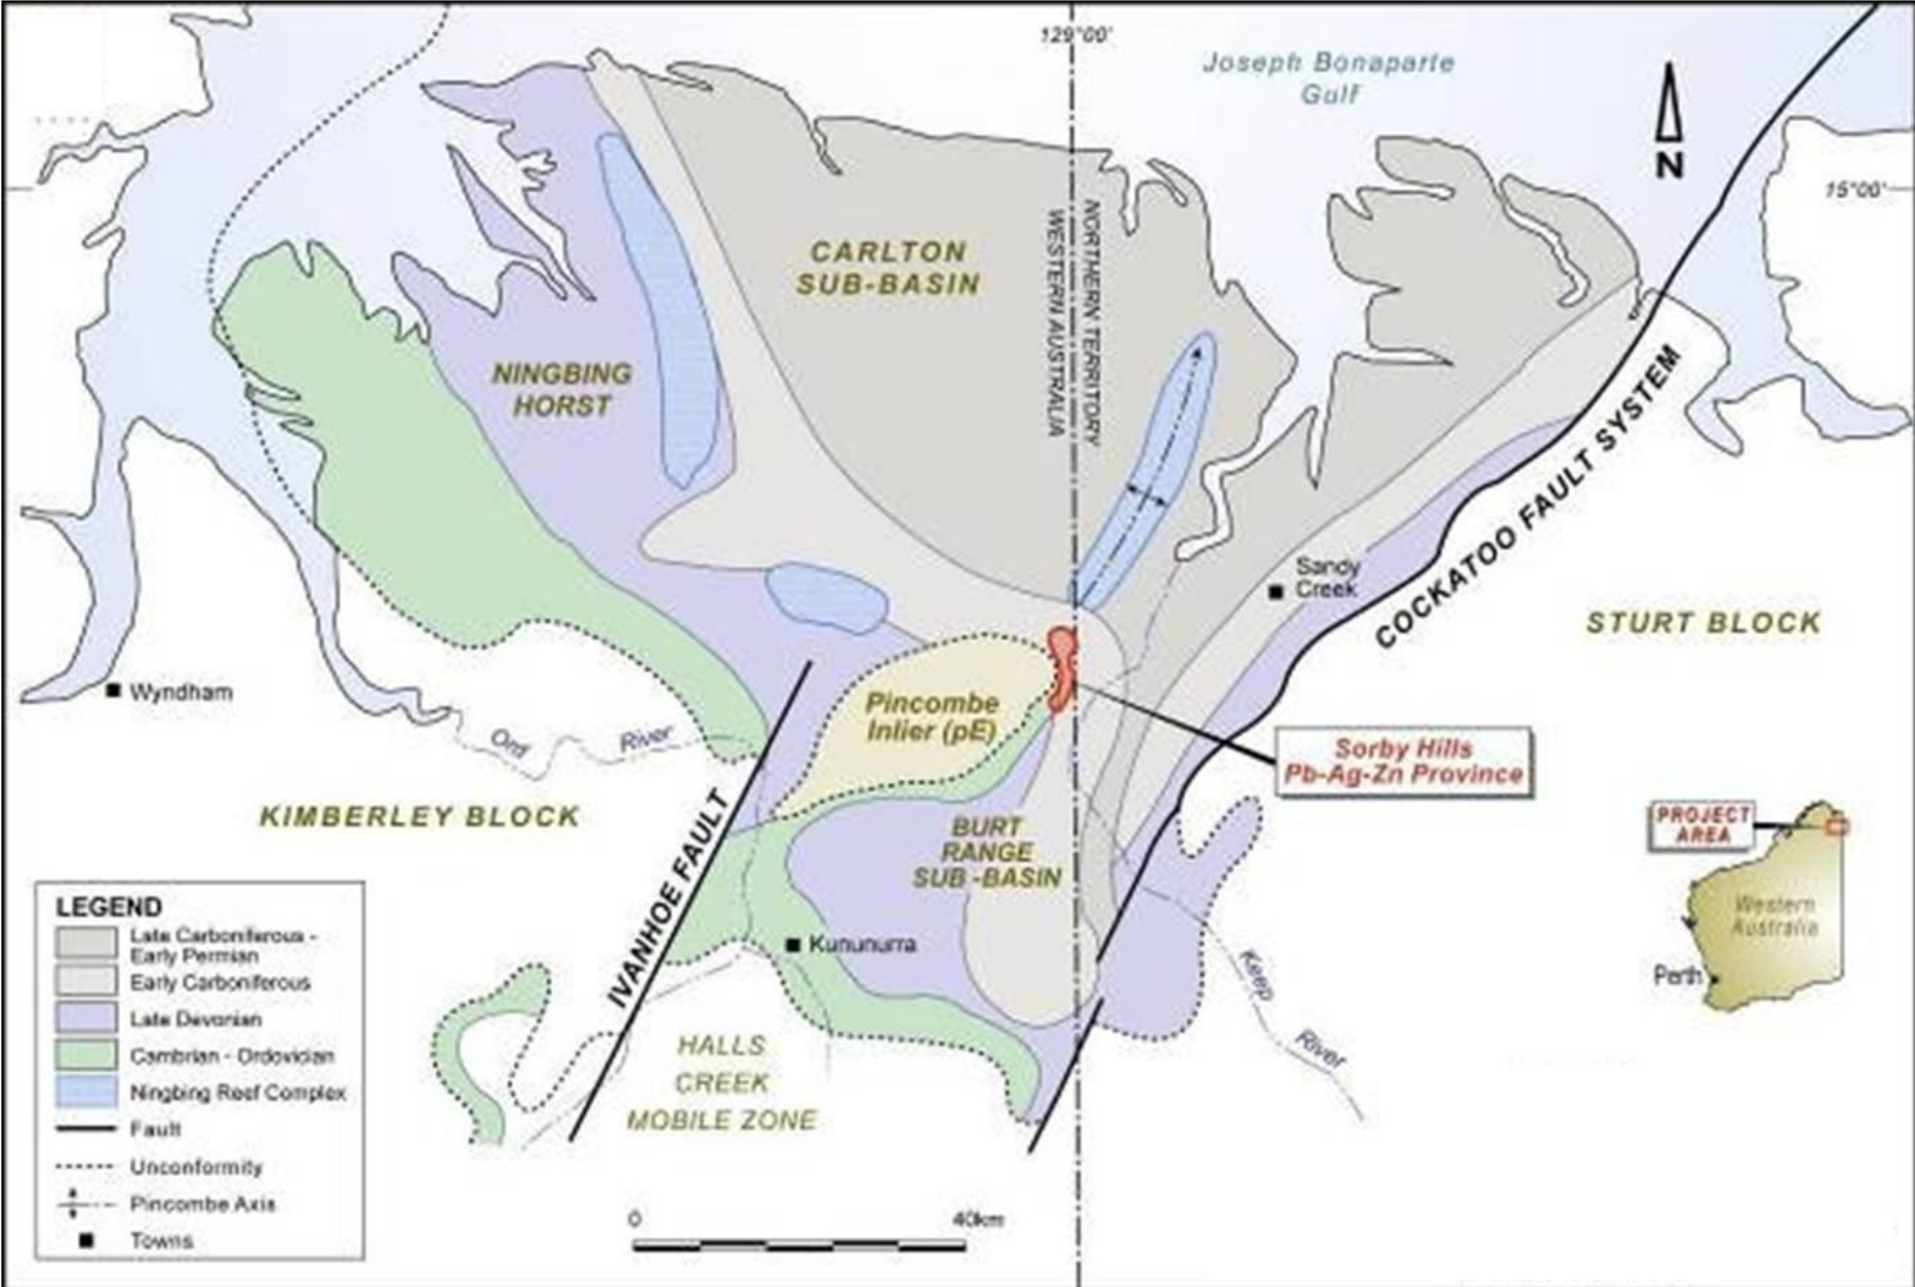 129°00'
Joseph Bonaparte
Gulf
N
15°00'
CARLTON
SUB-BASIN
NORTHERN TERRITORY
WESTERN AUSTRALIA
NINGBING
HORST
COCKATOO FAULT SYSTEM
Sandy
Creek
STURT BLOCK
Wyndham
Ord River
Pincombe
Inlier (pE)
Sorby Hills
Pb-Ag-Zn Province
KIMBERLEY BLOCK
IVANHOE FAULT
BURT
RANGE
SUB-BASIN
PROJECT
AREA
Western
Australia
Perth
Kununurra
Keep River
HALLS
CREEK
MOBILE ZONE
LEGEND
Late Carboniferous -
Early Permian
Early Carboniferous
Late Devonian
Cambrian - Ordovician
Ningbing Reef Complex
Fault
Unconformity
Pincombe Axis
Towns
0 40km